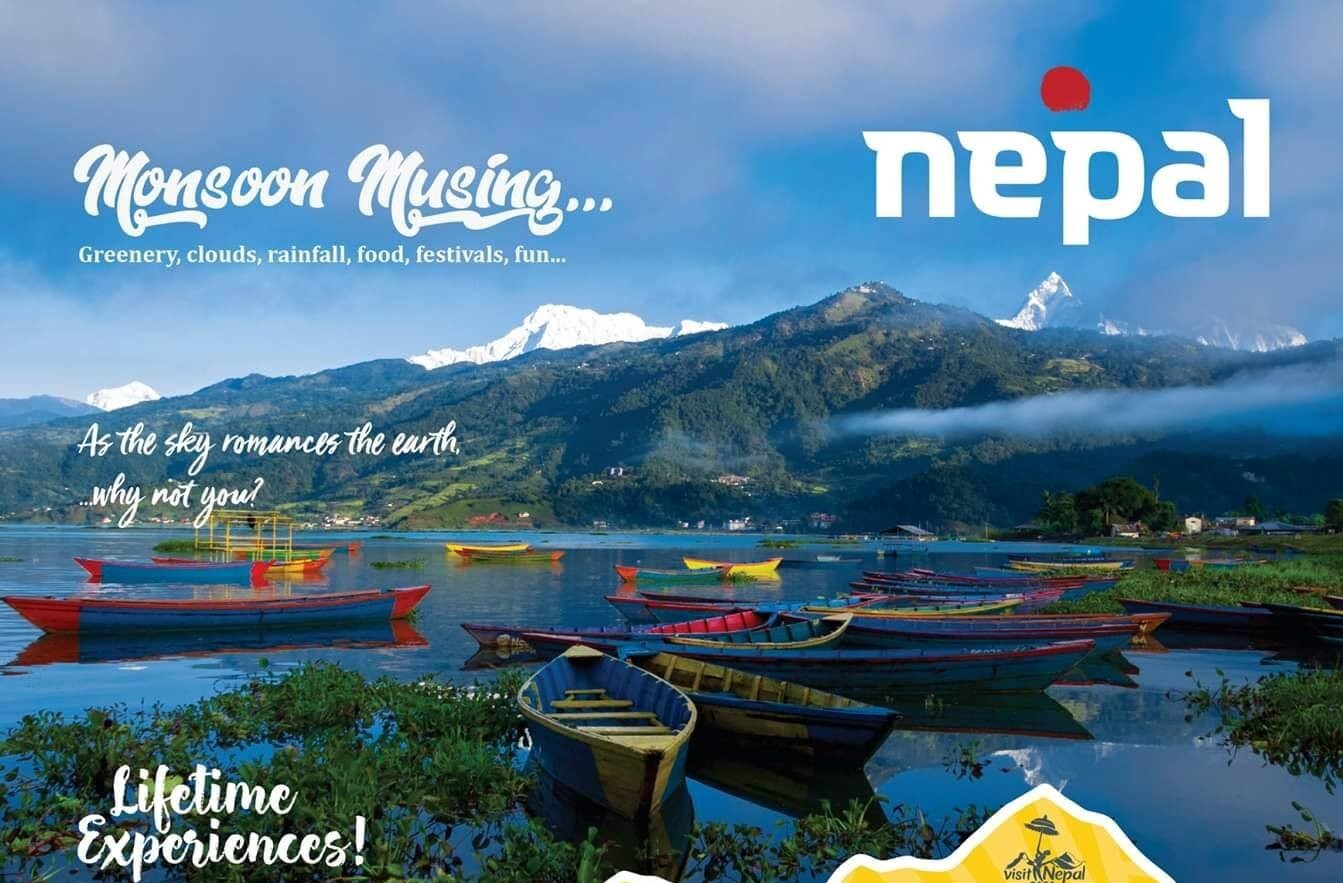 nepal
Monsoon Musing...
Greenery, clouds, rainfall, food, festivals, fun...
As the sky romances the earth,
...why not you?
Lifetime
Experiences!
visit Nepal